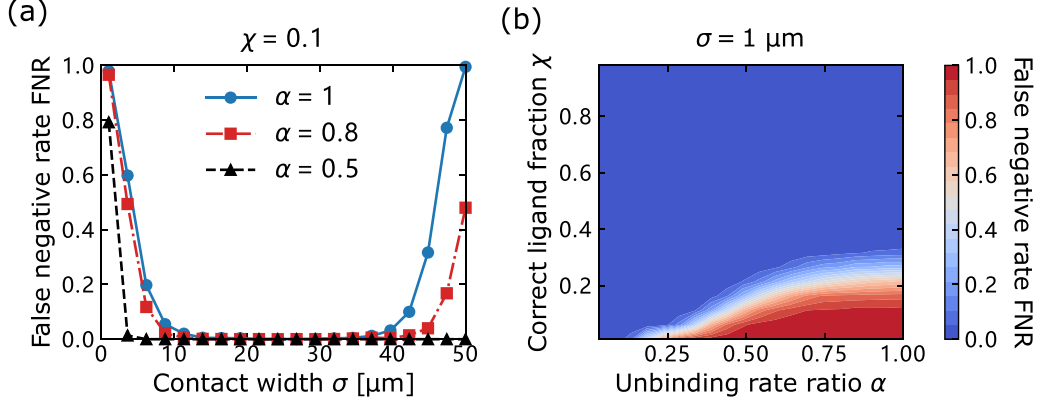 (a)
χ = 0.1
False negative rate FNR
1.0
0.8
0.6
0.4
0.2
0.0
α = 1
α = 0.8
α = 0.5
0
10
20
30
40
50
Contact width σ [μm]
(b)
σ = 1 μm
Correct ligand fraction χ
0.8
0.6
0.4
0.2
0.25
0.50
0.75
1.00
Unbinding rate ratio α
1.0
0.8
0.6
0.4
0.2
0.0
False negative rate FNR